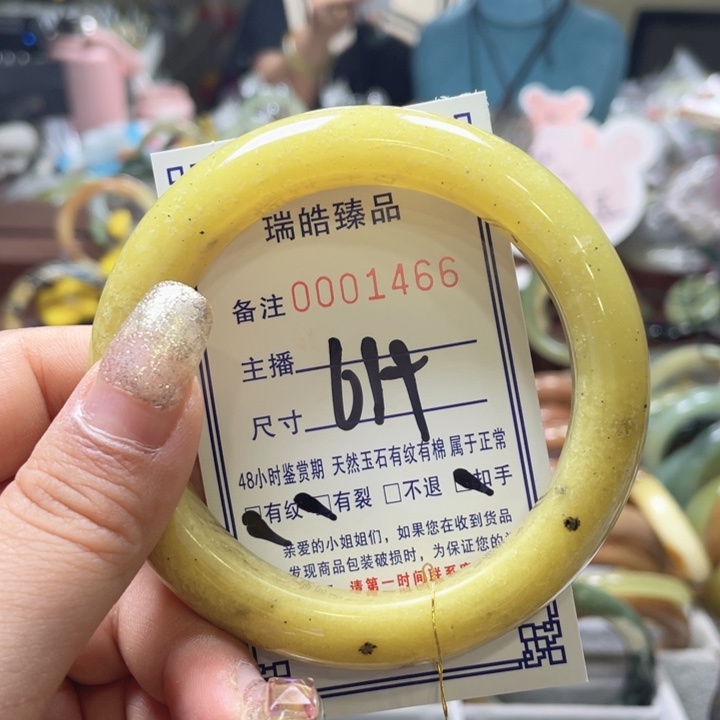 瑞皓臻品
备注0001466
主播
尺寸 614
48小时鉴赏期 天然玉石有纹有棉 属于正常
□有纹 □有裂 □不退 □扣手
亲爱的小姐姐们，如果您在收到货品
发现商品包装破损时，为保证您的
请第一时间联系